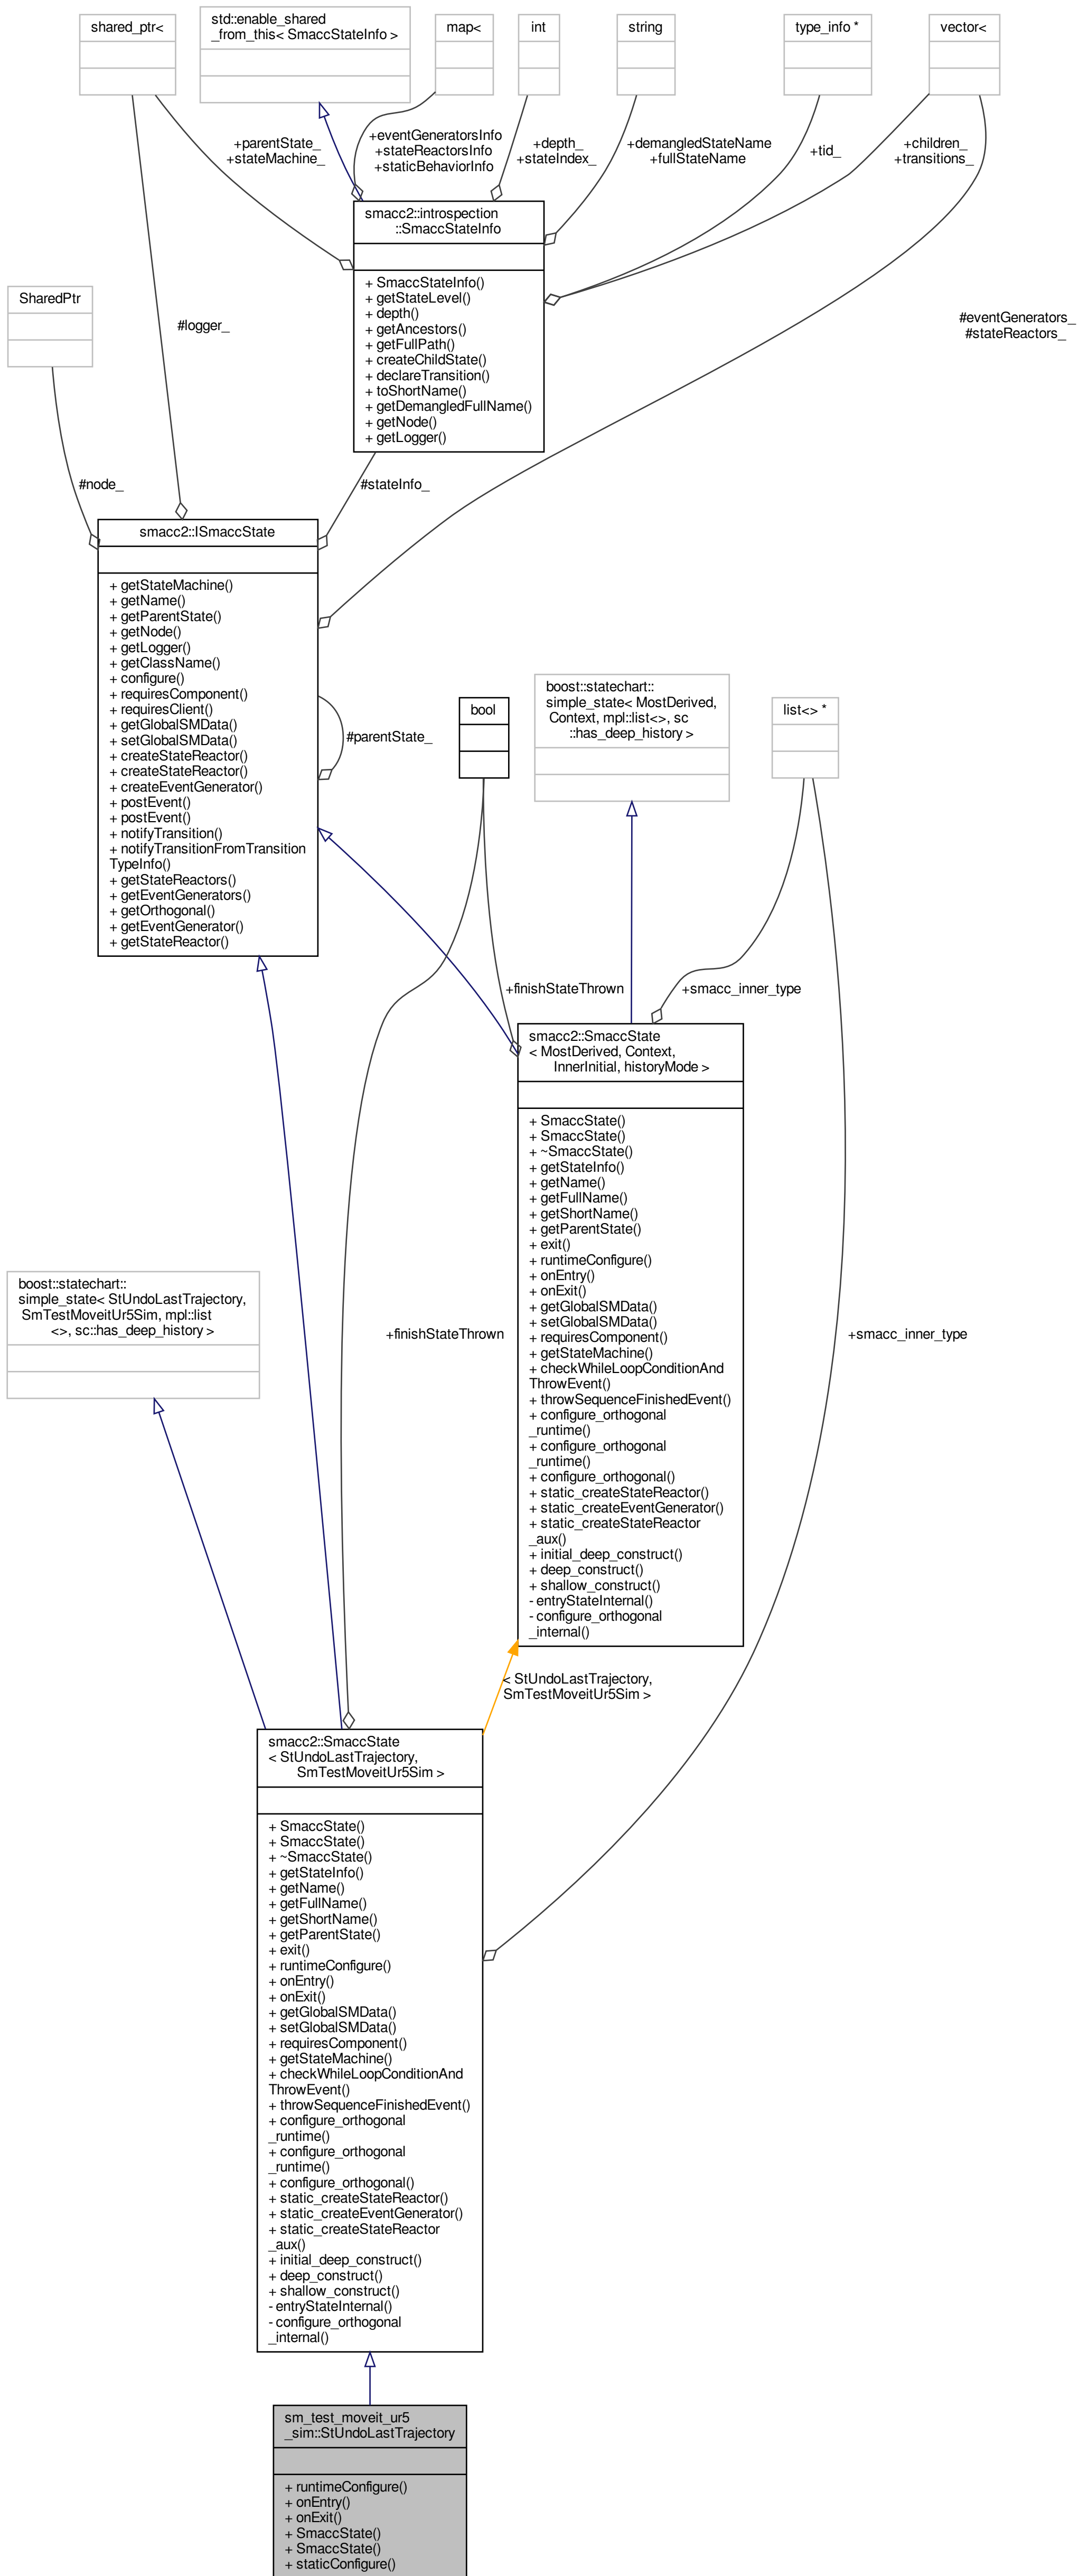 shared_ptr<
std::enable_shared
_from_this< SmaccStateInfo >
map<
int
string
type_info *
vector<
+parentState_
+stateMachine_
+eventGeneratorsInfo
+stateReactorsInfo
+staticBehaviorInfo
+depth_
+stateIndex_
+demangledStateName
+fullStateName
+tid_
+children_
+transitions_
smacc2::introspection
::SmaccStateInfo
+ SmaccStateInfo()
+ getStateLevel()
+ depth()
+ getAncestors()
+ getFullPath()
+ createChildState()
+ declareTransition()
+ toShortName()
+ getDemangledFullName()
+ getNode()
+ getLogger()
SharedPtr
#logger_
#eventGenerators_
#stateReactors_
#node_
#stateInfo_
smacc2::ISmaccState
+ getStateMachine()
+ getName()
+ getParentState()
+ getNode()
+ getLogger()
+ getClassName()
+ configure()
+ requiresComponent()
+ requiresClient()
+ getGlobalSMData()
+ setGlobalSMData()
+ createStateReactor()
+ createStateReactor()
+ createEventGenerator()
+ postEvent()
+ postEvent()
+ notifyTransition()
+ notifyTransitionFromTransition
TypeInfo()
+ getStateReactors()
+ getEventGenerators()
+ getOrthogonal()
+ getEventGenerator()
+ getStateReactor()
#parentState_
bool
boost::statechart::
simple_state< MostDerived,
Context, mpl::list<>, sc
::has_deep_history >
list<> *
+finishStateThrown
+smacc_inner_type
smacc2::SmaccState
< MostDerived, Context,
InnerInitial, historyMode >
+ SmaccState()
+ SmaccState()
+ ~SmaccState()
+ getStateInfo()
+ getName()
+ getFullName()
+ getShortName()
+ getParentState()
+ exit()
+ runtimeConfigure()
+ onEntry()
+ onExit()
+ getGlobalSMData()
+ setGlobalSMData()
+ requiresComponent()
+ getStateMachine()
+ checkWhileLoopConditionAnd
ThrowEvent()
+ throwSequenceFinishedEvent()
+ configure_orthogonal
_runtime()
+ configure_orthogonal
_runtime()
+ configure_orthogonal()
+ static_createStateReactor()
+ static_createEventGenerator()
+ static_createStateReactor
_aux()
+ initial_deep_construct()
+ deep_construct()
+ shallow_construct()
- entryStateInternal()
- configure_orthogonal
_internal()
boost::statechart::
simple_state< StUndoLastTrajectory,
SmTestMoveitUr5Sim, mpl::list
<>, sc::has_deep_history >
+finishStateThrown
+smacc_inner_type
< StUndoLastTrajectory,
SmTestMoveitUr5Sim >
smacc2::SmaccState
< StUndoLastTrajectory,
SmTestMoveitUr5Sim >
+ SmaccState()
+ SmaccState()
+ ~SmaccState()
+ getStateInfo()
+ getName()
+ getFullName()
+ getShortName()
+ getParentState()
+ exit()
+ runtimeConfigure()
+ onEntry()
+ onExit()
+ getGlobalSMData()
+ setGlobalSMData()
+ requiresComponent()
+ getStateMachine()
+ checkWhileLoopConditionAnd
ThrowEvent()
+ throwSequenceFinishedEvent()
+ configure_orthogonal
_runtime()
+ configure_orthogonal
_runtime()
+ configure_orthogonal()
+ static_createStateReactor()
+ static_createEventGenerator()
+ static_createStateReactor
_aux()
+ initial_deep_construct()
+ deep_construct()
+ shallow_construct()
- entryStateInternal()
- configure_orthogonal
_internal()
sm_test_moveit_ur5
_sim::StUndoLastTrajectory
+ runtimeConfigure()
+ onEntry()
+ onExit()
+ SmaccState()
+ SmaccState()
+ staticConfigure()